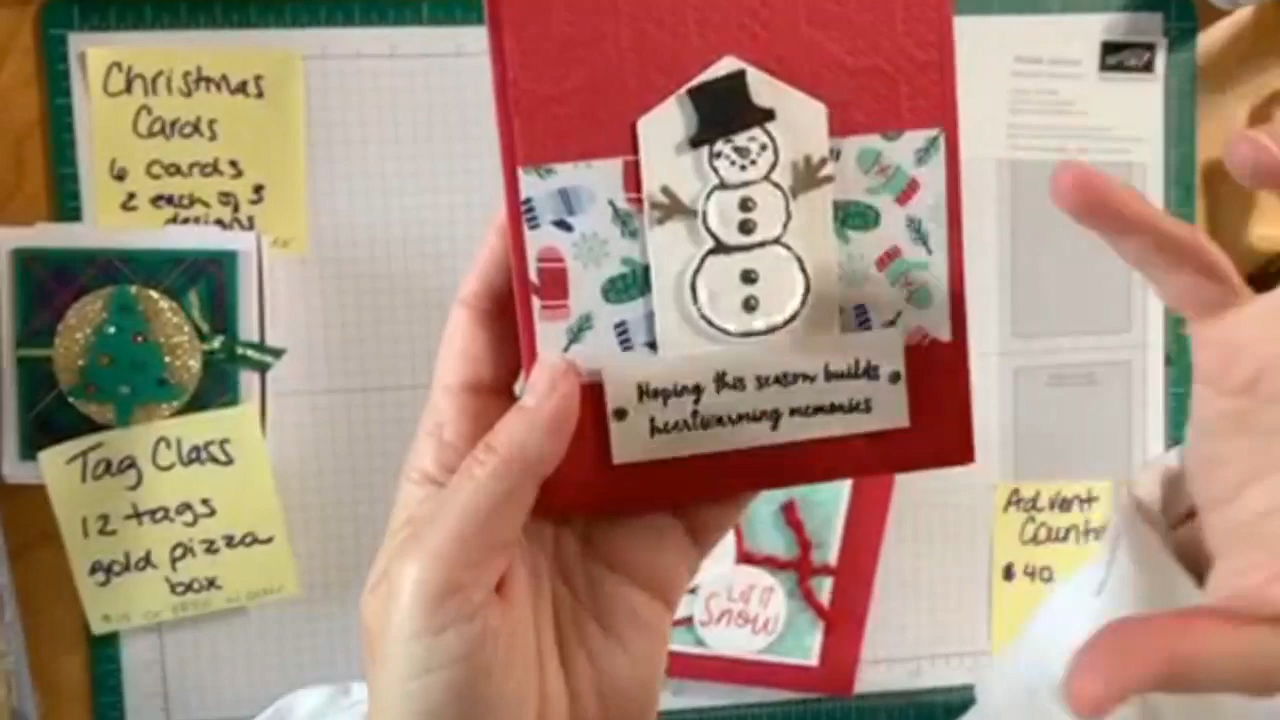 Christmas
Cards
6 cards
2 each of 3
designs
Tag Class
12 tags
gold pizza
box
Hoping this season builds
heartwarming memories
LET IT
Snow
Advent
$40